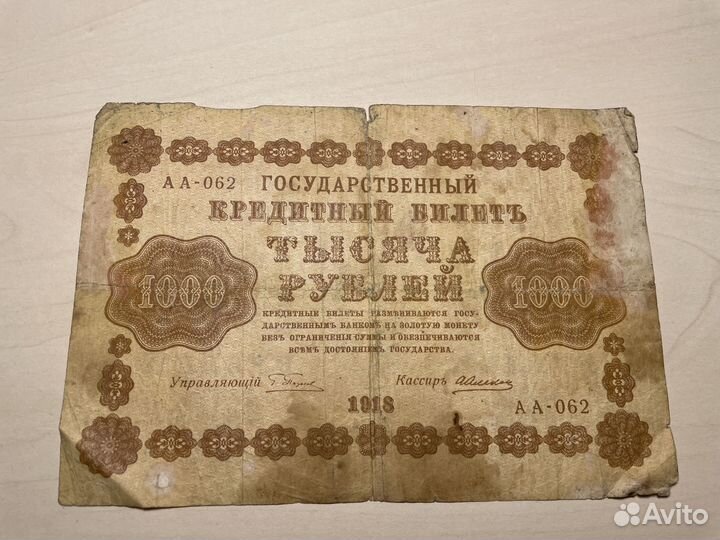 АА-062 ГОСУДАРСТВЕННЫЙ
КРЕДИТНЫЙ БИЛЕТЪ
ТЫСЯЧА
РУБЛЕЙ
1000 1000
КРЕДИТНЫЕ БИЛЕТЫ РАЗМѢНИВАЮТСЯ ГОСУ-
ДАРСТВЕННЫМЪ БАНКОМЪ НА ЗОЛОТУЮ МОНЕТУ
БЕЗЪ ОГРАНИЧЕНІЯ СУММЫ И ОБЕЗПЕЧИВАЮТСЯ
ВСѢМЪ ДОСТОЯНІЕМЪ ГОСУДАРСТВА.
Управляющій Кассиръ
1918 АА-062
Avito